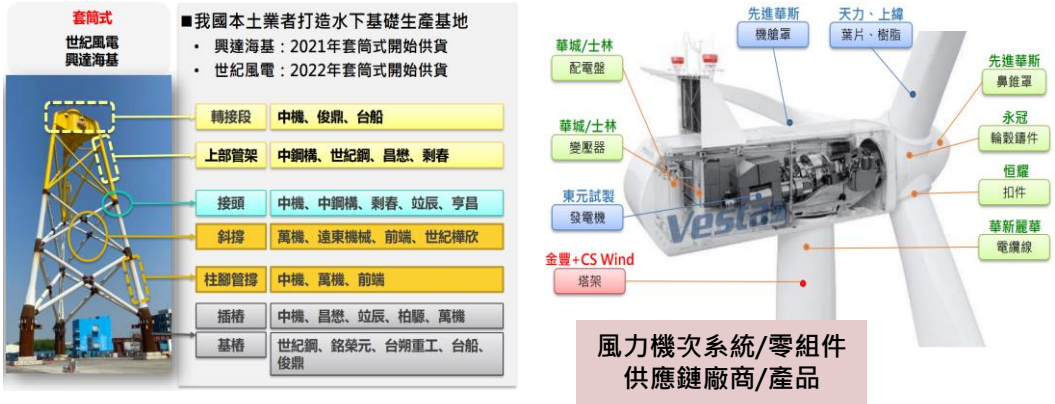 套筒式
世紀風電
興達海基
■我國本土業者打造水下基礎生產基地
• 興達海基：2021年套筒式開始供貨
• 世紀風電：2022年套筒式開始供貨
轉接段 中機、俊鼎、台船
上部管架 中鋼構、世紀鋼、昌懋、剩春
接頭 中機、中鋼構、剩春、竝辰、亨昌
斜撐 萬機、遠東機械、前端、世紀樺欣
柱腳管撐 中機、萬機、前端
插樁 中機、昌懋、竝辰、柏騵、萬機
基樁 世紀鋼、銘榮元、台朔重工、台船、
俊鼎
先進華斯
機艙罩
天力、上緯
葉片、樹脂
華城/士林
配電盤
先進華斯
鼻錐罩
華城/士林
變壓器
永冠
輪轂鑄件
恒耀
扣件
東元試製
發電機
Vestas
華新麗華
電纜線
金豐+CS Wind
塔架
風力機次系統/零組件
供應鏈廠商/產品